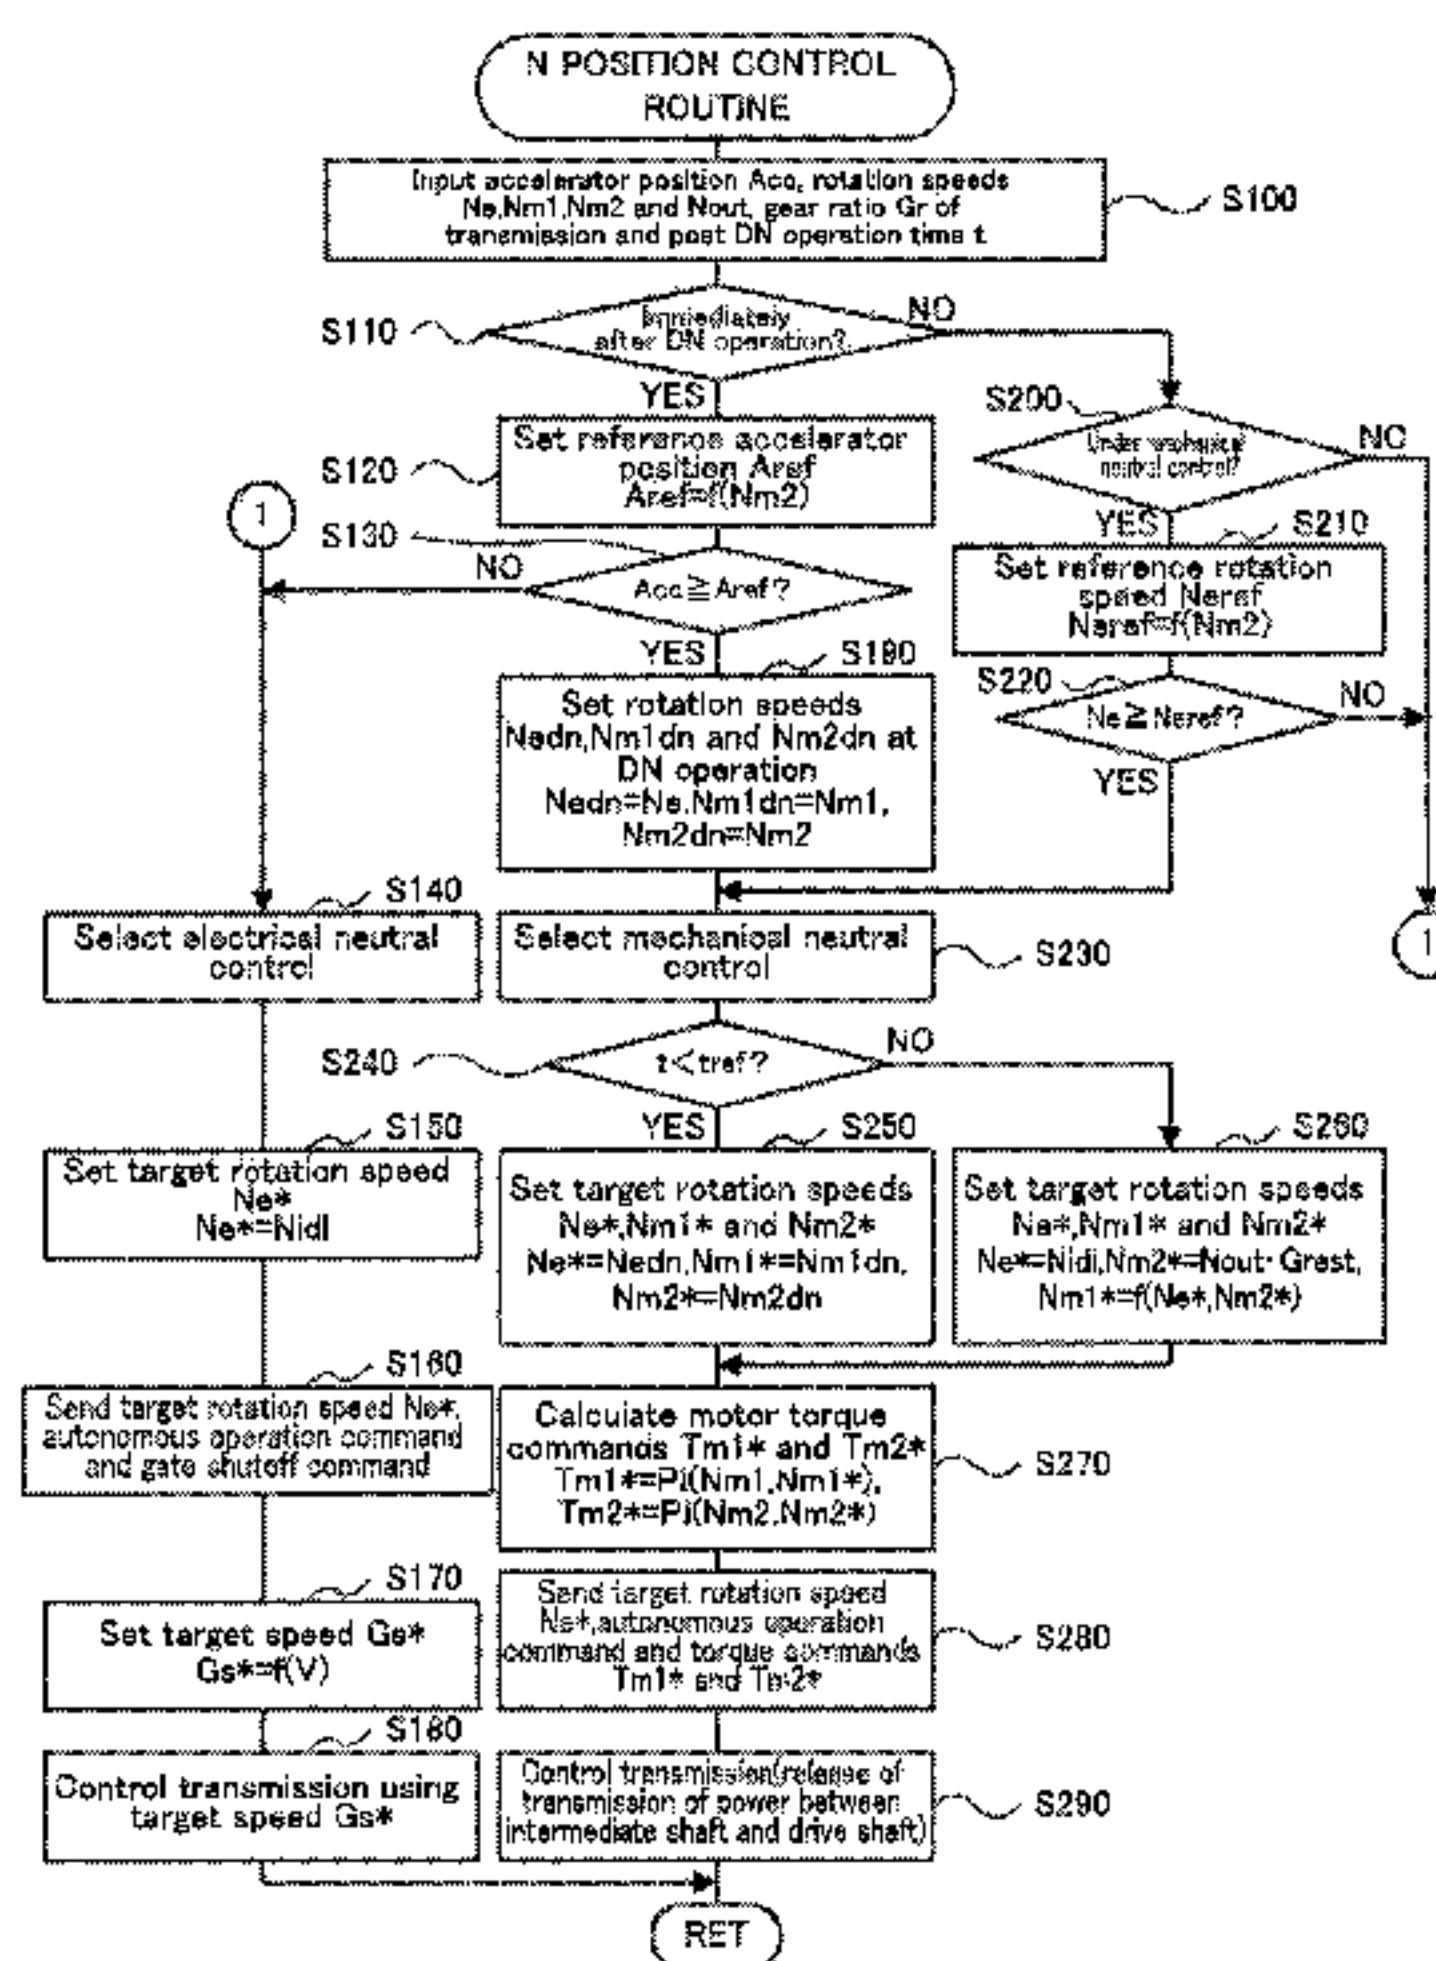 N POSITION CONTROL
ROUTINE
Input accelerator position Acc, rotation speeds
Ne,Nm1,Nm2 and Nout, gear ratio Gr of
transmission and post DN operation time t
S100
S110
Immediately
after DN operation?
NO
YES
S120
Set reference accelerator
position Aref
Aref=f(Nm2)
S200
Under mechanical
neutral control?
NO
YES
1
S130
NO
Acc≧Aref?
YES
S210
Set reference rotation
speed Neref
Neref=f(Nm2)
S220
Ne≧Neref?
NO
YES
S190
Set rotation speeds
Nedn,Nm1dn and Nm2dn at
DN operation
Nedn=Ne,Nm1dn=Nm1,
Nm2dn=Nm2
S140
Select electrical neutral
control
Select mechanical neutral
control
S230
1
S240
t<tref?
NO
YES
S150
Set target rotation speed
Ne*
Ne*=Nidl
S250
Set target rotation speeds
Ne*,Nm1* and Nm2*
Ne*=Nedn,Nm1*=Nm1dn,
Nm2*=Nm2dn
S260
Set target rotation speeds
Ne*,Nm1* and Nm2*
Ne*=Nidl,Nm2*=Nout·Grest,
Nm1*=f(Ne*,Nm2*)
S160
Send target rotation speed Ne*,
autonomous operation command
and gate shutoff command
Calculate motor torque
commands Tm1* and Tm2*
Tm1*=PI(Nm1,Nm1*),
Tm2*=PI(Nm2,Nm2*)
S270
S170
Set target speed Gs*
Gs*=f(V)
Send target rotation speed
Ne*,autonomous operation
command and torque commands
Tm1* and Tm2*
S280
S180
Control transmission using
target speed Gs*
Control transmission(release of
transmission of power between
intermediate shaft and drive shaft)
S290
RET